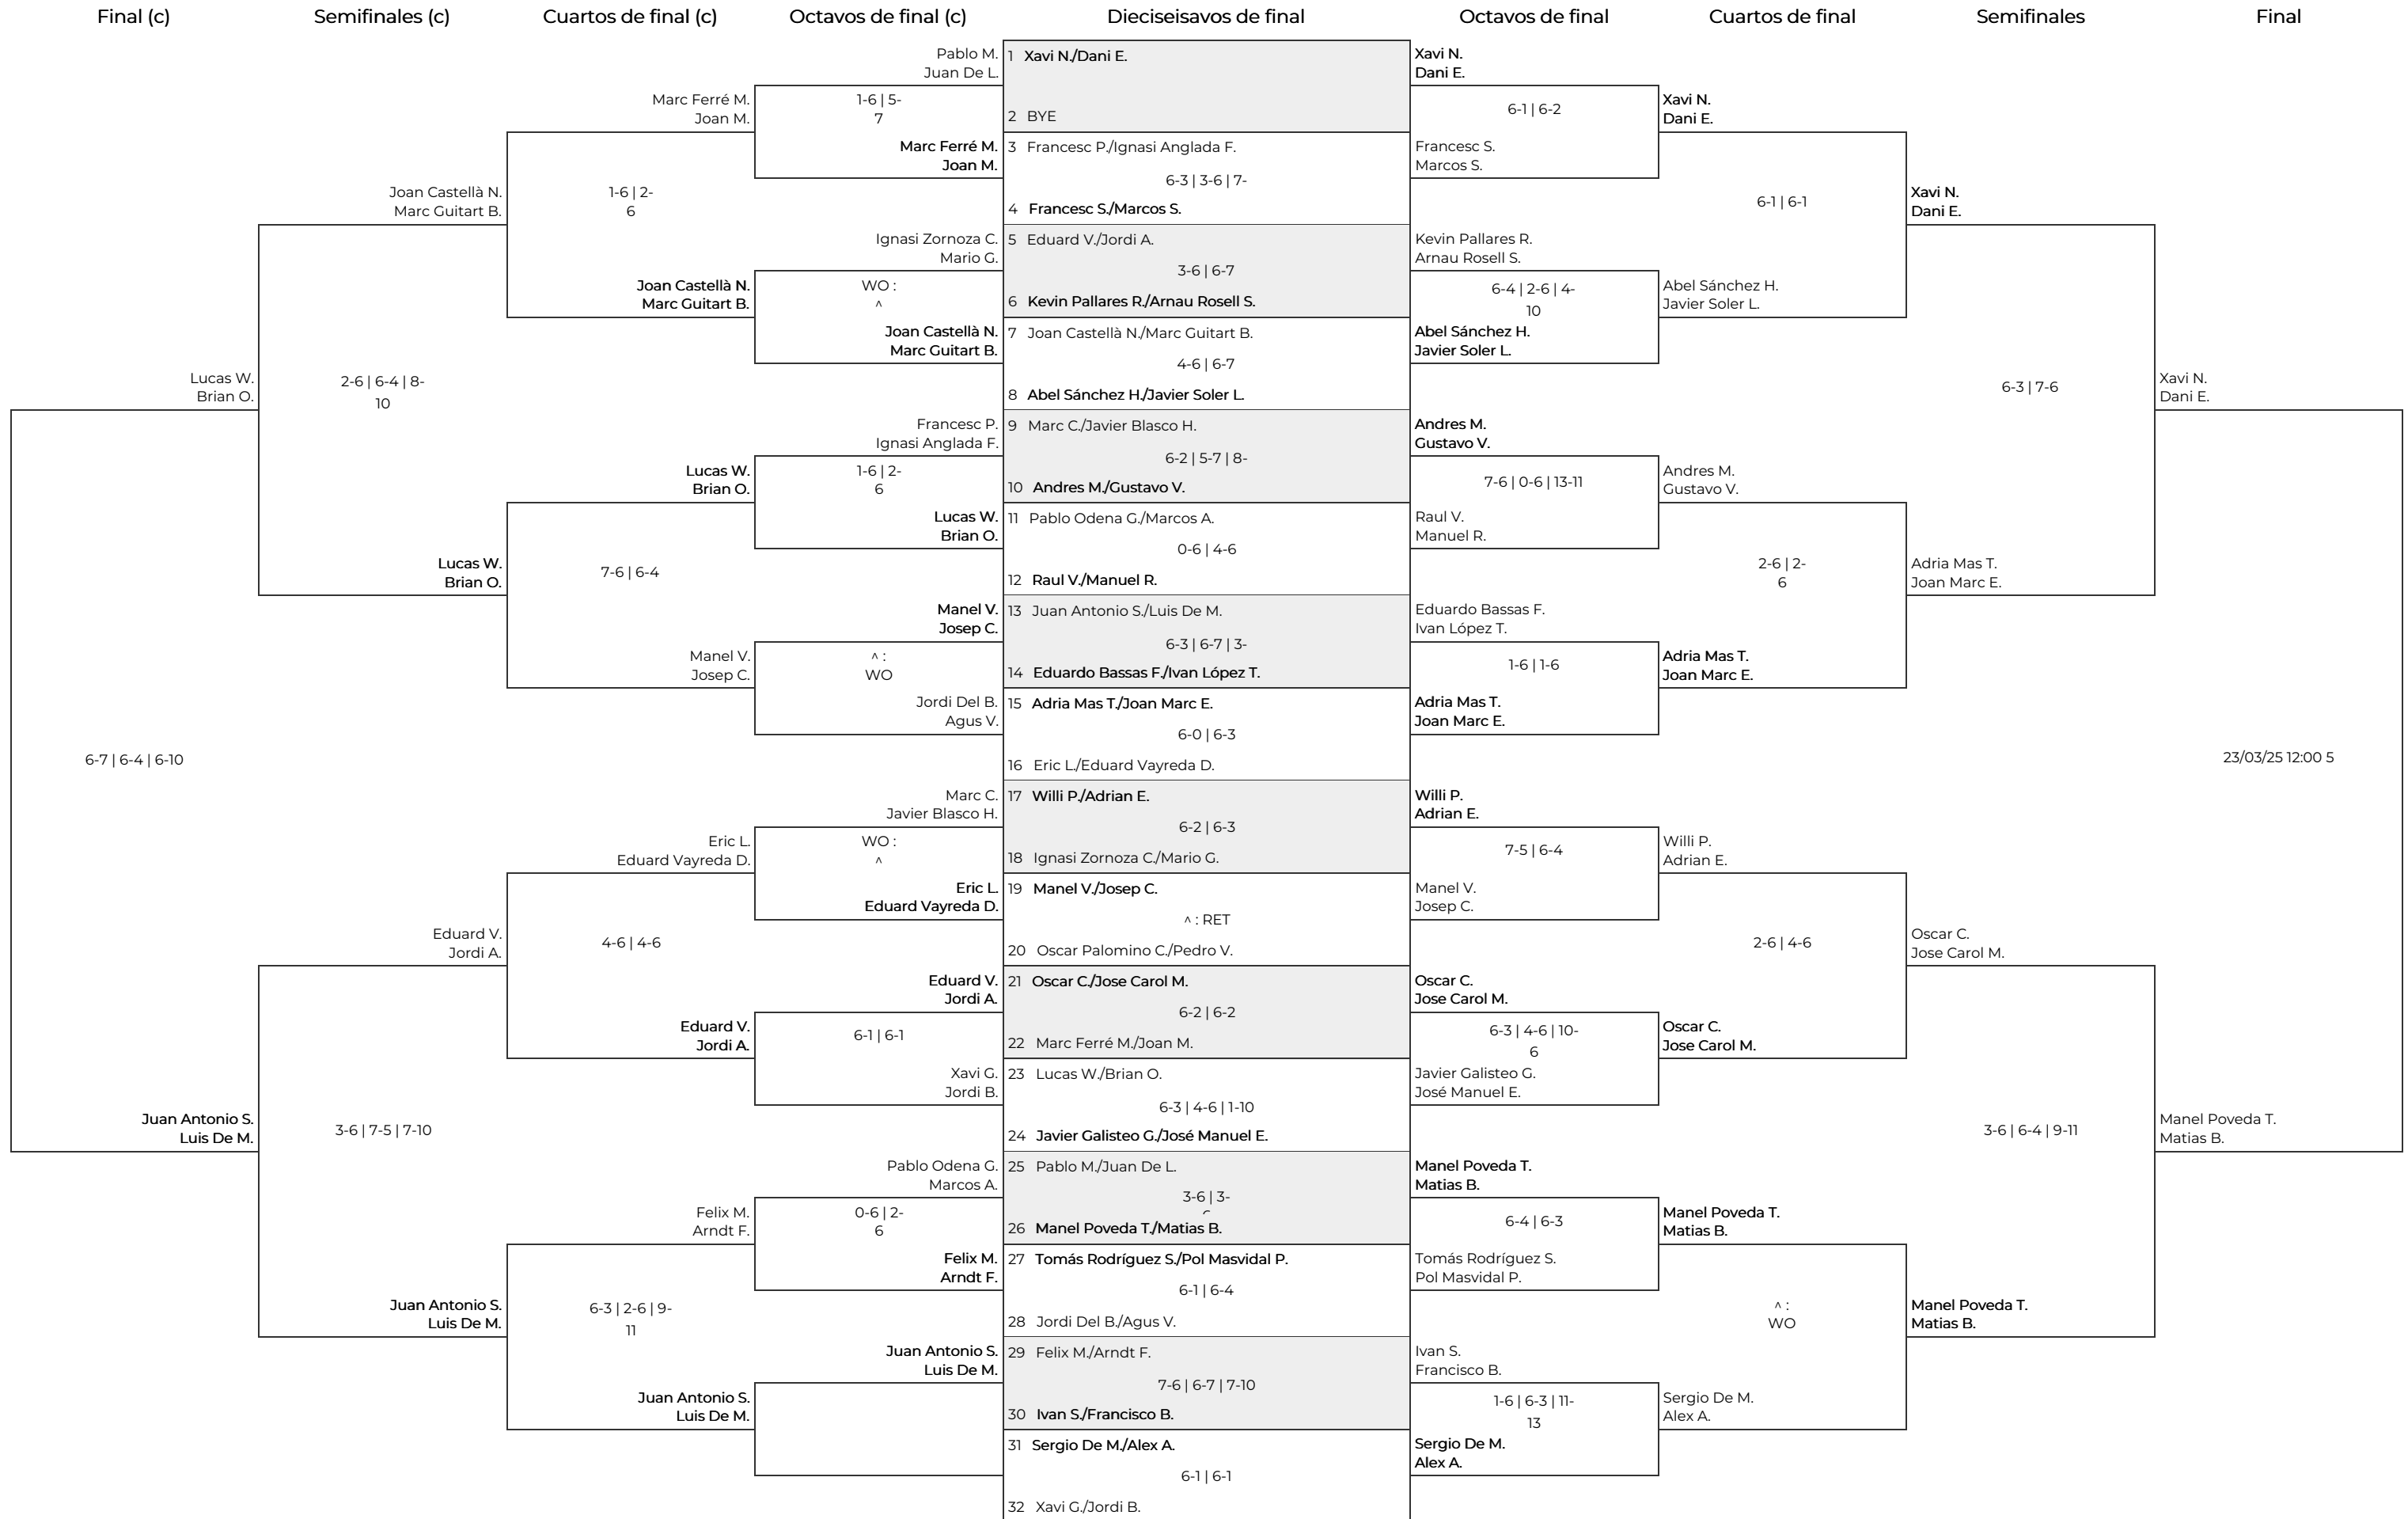 Final (c)
Semifinales (c)
Cuartos de final (c)
Octavos de final (c)
Dieciseisavos de final
Octavos de final
Cuartos de final
Semifinales
Final
Lucas W.
Brian O.
6-7 | 6-4 | 6-10
Juan Antonio S.
Luis De M.
Joan Castellà N.
Marc Guitart B.
2-6 | 6-4 | 8-
10
Lucas W.
Brian O.
Eduard V.
Jordi A.
3-6 | 7-5 | 7-10
Juan Antonio S.
Luis De M.
Marc Ferré M.
Joan M.
1-6 | 2-
6
Joan Castellà N.
Marc Guitart B.
Lucas W.
Brian O.
7-6 | 6-4
Manel V.
Josep C.
Eric L.
Eduard Vayreda D.
4-6 | 4-6
Eduard V.
Jordi A.
Felix M.
Arndt F.
6-3 | 2-6 | 9-
11
Juan Antonio S.
Luis De M.
Pablo M.
Juan De L.
1-6 | 5-
7
Marc Ferré M.
Joan M.
Ignasi Zornoza C.
Mario G.
WO :
^
Joan Castellà N.
Marc Guitart B.
Francesc P.
Ignasi Anglada F.
1-6 | 2-
6
Lucas W.
Brian O.
Manel V.
Josep C.
^ :
WO
Jordi Del B.
Agus V.
Marc C.
Javier Blasco H.
WO :
^
Eric L.
Eduard Vayreda D.
Eduard V.
Jordi A.
6-1 | 6-1
Xavi G.
Jordi B.
Pablo Odena G.
Marcos A.
0-6 | 2-
6
Felix M.
Arndt F.
Juan Antonio S.
Luis De M.
1 Xavi N./Dani E.
2 BYE
3 Francesc P./Ignasi Anglada F.
6-3 | 3-6 | 7-
4 Francesc S./Marcos S.
5 Eduard V./Jordi A.
3-6 | 6-7
6 Kevin Pallares R./Arnau Rosell S.
7 Joan Castellà N./Marc Guitart B.
4-6 | 6-7
8 Abel Sánchez H./Javier Soler L.
9 Marc C./Javier Blasco H.
6-2 | 5-7 | 8-
10 Andres M./Gustavo V.
11 Pablo Odena G./Marcos A.
0-6 | 4-6
12 Raul V./Manuel R.
13 Juan Antonio S./Luis De M.
6-3 | 6-7 | 3-
14 Eduardo Bassas F./Ivan López T.
15 Adria Mas T./Joan Marc E.
6-0 | 6-3
16 Eric L./Eduard Vayreda D.
17 Willi P./Adrian E.
6-2 | 6-3
18 Ignasi Zornoza C./Mario G.
19 Manel V./Josep C.
^ : RET
20 Oscar Palomino C./Pedro V.
21 Oscar C./Jose Carol M.
6-2 | 6-2
22 Marc Ferré M./Joan M.
23 Lucas W./Brian O.
6-3 | 4-6 | 1-10
24 Javier Galisteo G./José Manuel E.
25 Pablo M./Juan De L.
3-6 | 3-
26 Manel Poveda T./Matias B.
27 Tomás Rodríguez S./Pol Masvidal P.
6-1 | 6-4
28 Jordi Del B./Agus V.
29 Felix M./Arndt F.
7-6 | 6-7 | 7-10
30 Ivan S./Francisco B.
31 Sergio De M./Alex A.
6-1 | 6-1
32 Xavi G./Jordi B.
Xavi N.
Dani E.
6-1 | 6-2
Francesc S.
Marcos S.
Kevin Pallares R.
Arnau Rosell S.
6-4 | 2-6 | 4-
10
Abel Sánchez H.
Javier Soler L.
Andres M.
Gustavo V.
7-6 | 0-6 | 13-11
Raul V.
Manuel R.
Eduardo Bassas F.
Ivan López T.
1-6 | 1-6
Adria Mas T.
Joan Marc E.
Willi P.
Adrian E.
7-5 | 6-4
Manel V.
Josep C.
Oscar C.
Jose Carol M.
6-3 | 4-6 | 10-
6
Javier Galisteo G.
José Manuel E.
Manel Poveda T.
Matias B.
6-4 | 6-3
Tomás Rodríguez S.
Pol Masvidal P.
Ivan S.
Francisco B.
1-6 | 6-3 | 11-
13
Sergio De M.
Alex A.
Xavi N.
Dani E.
6-1 | 6-1
Abel Sánchez H.
Javier Soler L.
Andres M.
Gustavo V.
2-6 | 2-
6
Adria Mas T.
Joan Marc E.
Willi P.
Adrian E.
2-6 | 4-6
Oscar C.
Jose Carol M.
Manel Poveda T.
Matias B.
^ :
WO
Sergio De M.
Alex A.
Xavi N.
Dani E.
6-3 | 7-6
Adria Mas T.
Joan Marc E.
Oscar C.
Jose Carol M.
3-6 | 6-4 | 9-11
Manel Poveda T.
Matias B.
Xavi N.
Dani E.
23/03/25 12:00 5
Manel Poveda T.
Matias B.